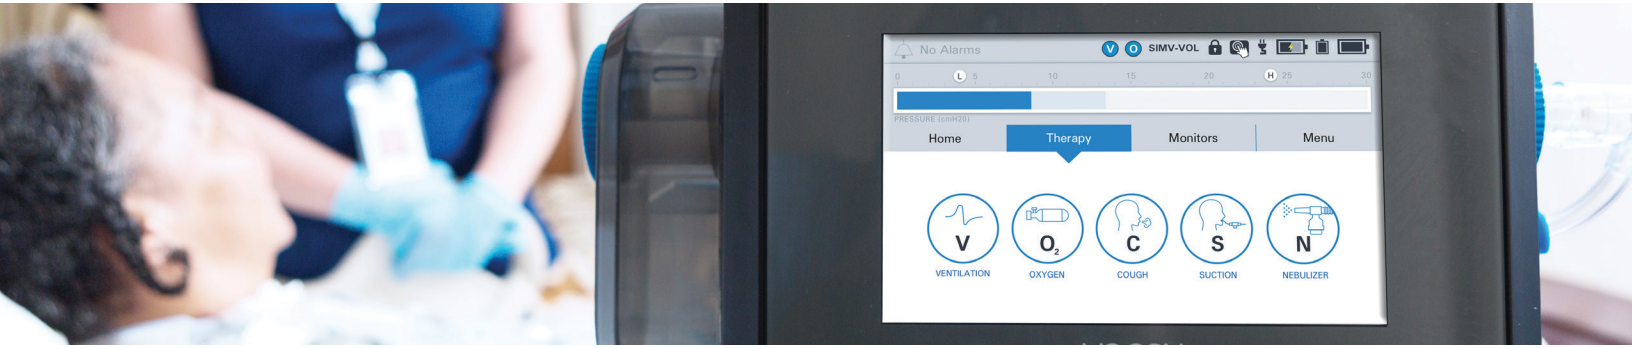 No Alarms
V O SIMV-VOL
0 L 5 10 15 20 H 25 30
PRESSURE (cmH20)
Home Therapy Monitors Menu
V O2 C S N
VENTILATION OXYGEN COUGH SUCTION NEBULIZER